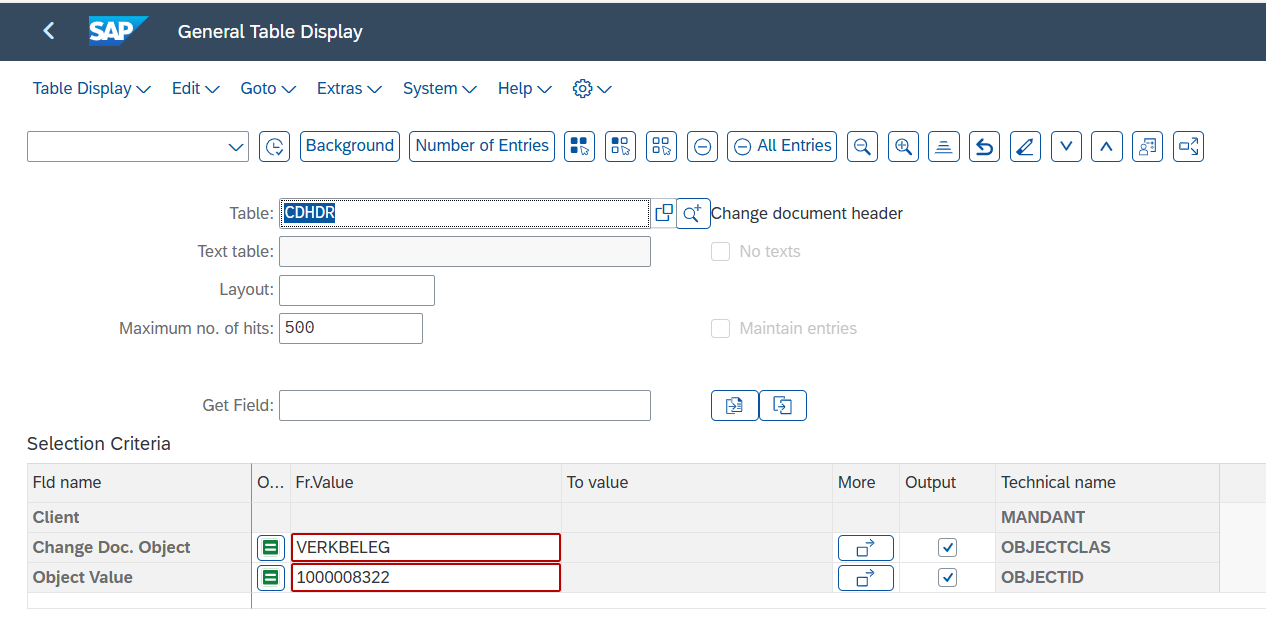 SAP General Table Display
Table Display Edit Goto Extras System Help
Background Number of Entries All Entries
Table: CDHDR Change document header
Text table: No texts
Layout:
Maximum no. of hits: 500 Maintain entries
Get Field:
Selection Criteria
Fld name O... Fr.Value To value More Output Technical name
Client MANDANT
Change Doc. Object VERKBELEG OBJECTCLAS
Object Value 1000008322 OBJECTID